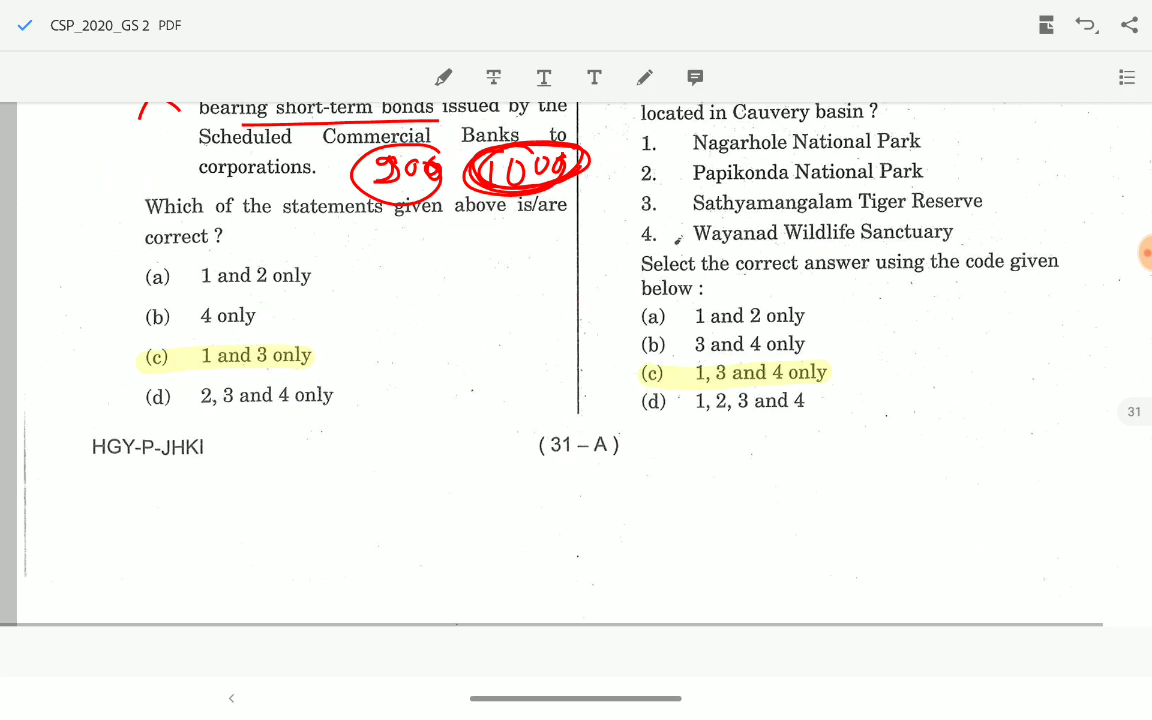 CSP_2020_GS 2 PDF
bearing short-term bonds issued by the
Scheduled Commercial Banks to
corporations.
Which of the statements given above is/are
correct ?
(a) 1 and 2 only
(b) 4 only
(c) 1 and 3 only
(d) 2, 3 and 4 only
HGY-P-JHKI
( 31 – A )
located in Cauvery basin ?
1. Nagarhole National Park
2. Papikonda National Park
3. Sathyamangalam Tiger Reserve
4. Wayanad Wildlife Sanctuary
Select the correct answer using the code given
below :
(a) 1 and 2 only
(b) 3 and 4 only
(c) 1, 3 and 4 only
(d) 1, 2, 3 and 4
31